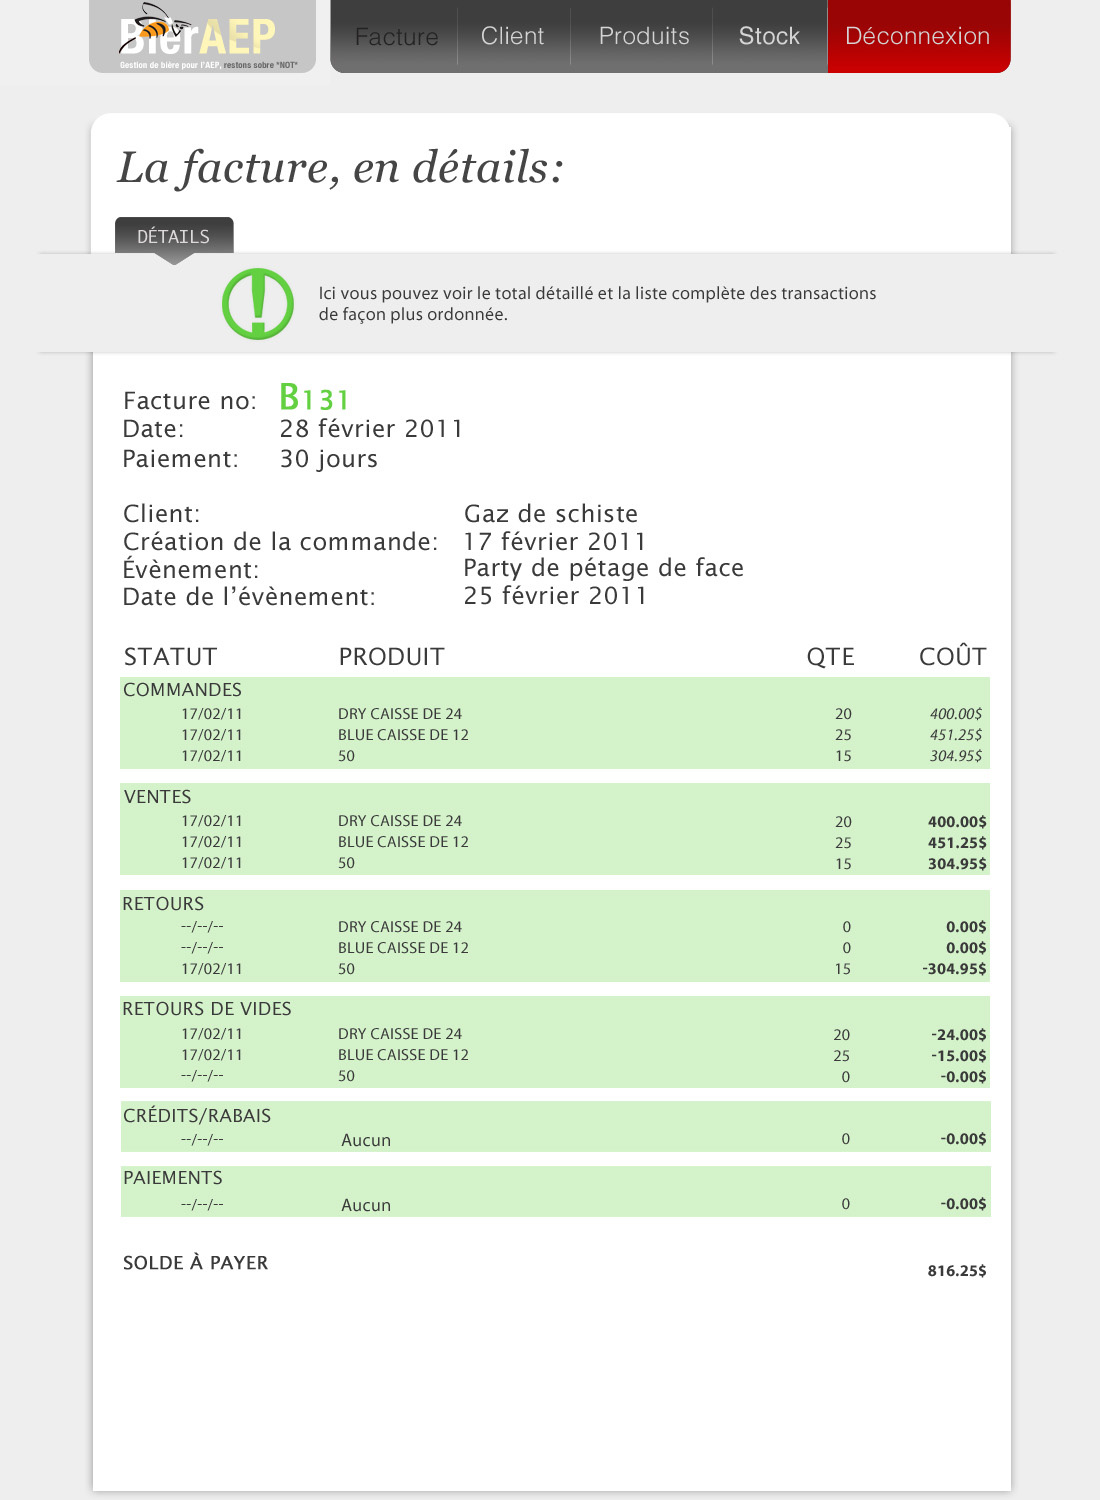 BièrAEP
Gestion de bière pour l'AEP, restons sobre *NOT*
Facture Client Produits Stock Déconnexion
La facture, en détails:
DÉTAILS
Ici vous pouvez voir le total détaillé et la liste complète des transactions
de façon plus ordonnée.
Facture no: B131
Date: 28 février 2011
Paiement: 30 jours
Client: Gaz de schiste
Création de la commande: 17 février 2011
Évènement: Party de pétage de face
Date de l’évènement: 25 février 2011
STATUT PRODUIT QTE COÛT
COMMANDES
17/02/11 DRY CAISSE DE 24 20 400.00$
17/02/11 BLUE CAISSE DE 12 25 451.25$
17/02/11 50 15 304.95$
VENTES
17/02/11 DRY CAISSE DE 24 20 400.00$
17/02/11 BLUE CAISSE DE 12 25 451.25$
17/02/11 50 15 304.95$
RETOURS
--/--/-- DRY CAISSE DE 24 0 0.00$
--/--/-- BLUE CAISSE DE 12 0 0.00$
17/02/11 50 15 -304.95$
RETOURS DE VIDES
17/02/11 DRY CAISSE DE 24 20 -24.00$
17/02/11 BLUE CAISSE DE 12 25 -15.00$
--/--/-- 50 0 -0.00$
CRÉDITS/RABAIS
--/--/-- Aucun 0 -0.00$
PAIEMENTS
--/--/-- Aucun 0 -0.00$
SOLDE À PAYER 816.25$